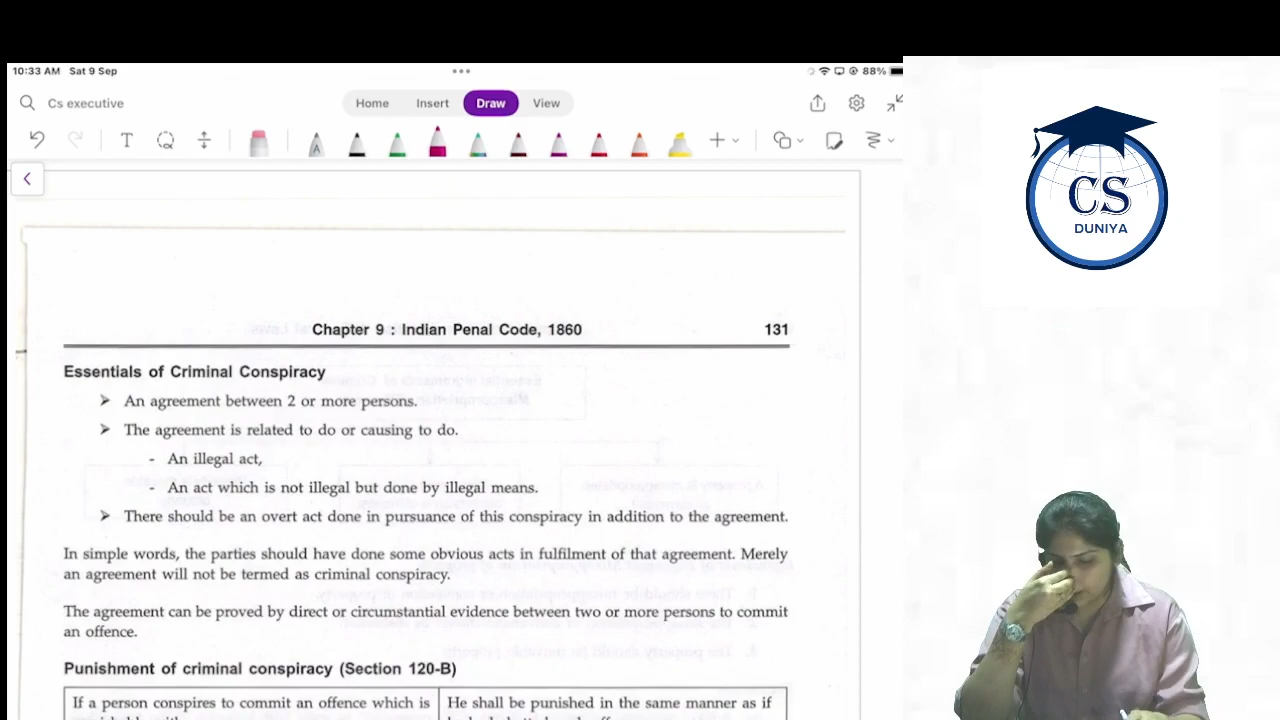 10:33 AM Sat 9 Sep
88%
Cs executive
Home Insert Draw View
T
A
CS
DUNIYA
Chapter 9 : Indian Penal Code, 1860 131
Essentials of Criminal Conspiracy
➤ An agreement between 2 or more persons.
➤ The agreement is related to do or causing to do.
- An illegal act,
- An act which is not illegal but done by illegal means.
➤ There should be an overt act done in pursuance of this conspiracy in addition to the agreement.
In simple words, the parties should have done some obvious acts in fulfilment of that agreement. Merely
an agreement will not be termed as criminal conspiracy.
The agreement can be proved by direct or circumstantial evidence between two or more persons to commit
an offence.
Punishment of criminal conspiracy (Section 120-B)
If a person conspires to commit an offence which is
He shall be punished in the same manner as if